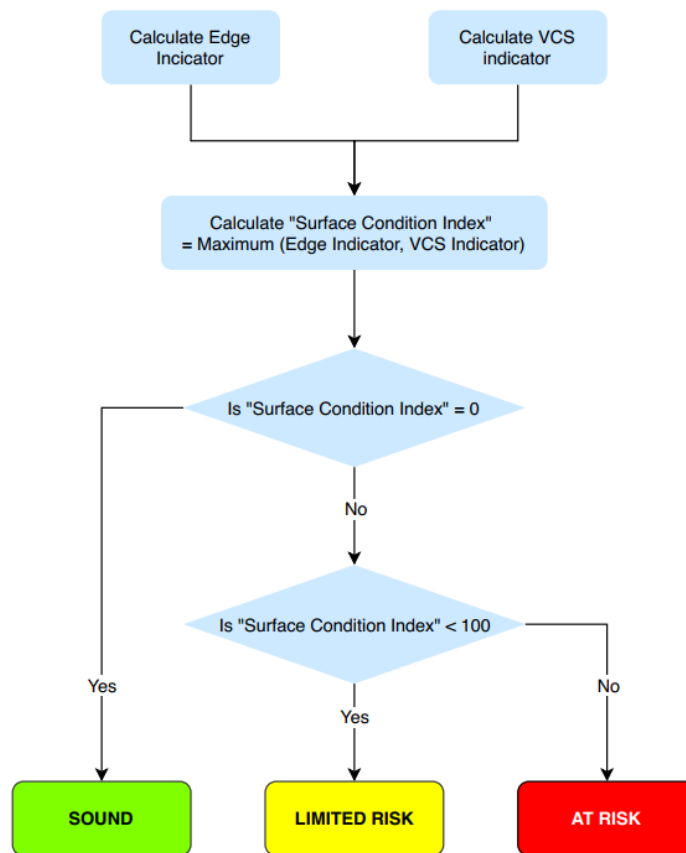 Calculate Edge
Incicator
Calculate VCS
indicator
Calculate "Surface Condition Index"
= Maximum (Edge Indicator, VCS Indicator)
Is "Surface Condition Index" = 0
No
Is "Surface Condition Index" < 100
Yes
No
Yes
SOUND
LIMITED RISK
AT RISK